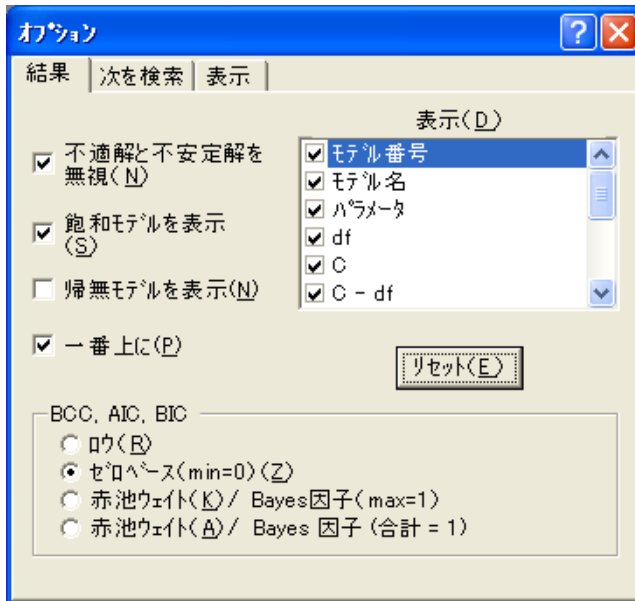 オプション
結果
次を検索
表示
表示(D)
不適解と不安定解を
無視(N)
飽和モデルを表示
(S)
帰無モデルを表示(N)
一番上に(P)
モデル番号
モデル名
パラメータ
df
C
C - df
リセット(E)
BCC, AIC, BIC
ロウ(R)
ゼロベース(min=0)(Z)
赤池ウェイト(K)/ Bayes因子(max=1)
赤池ウェイト(A)/ Bayes 因子 (合計 = 1)